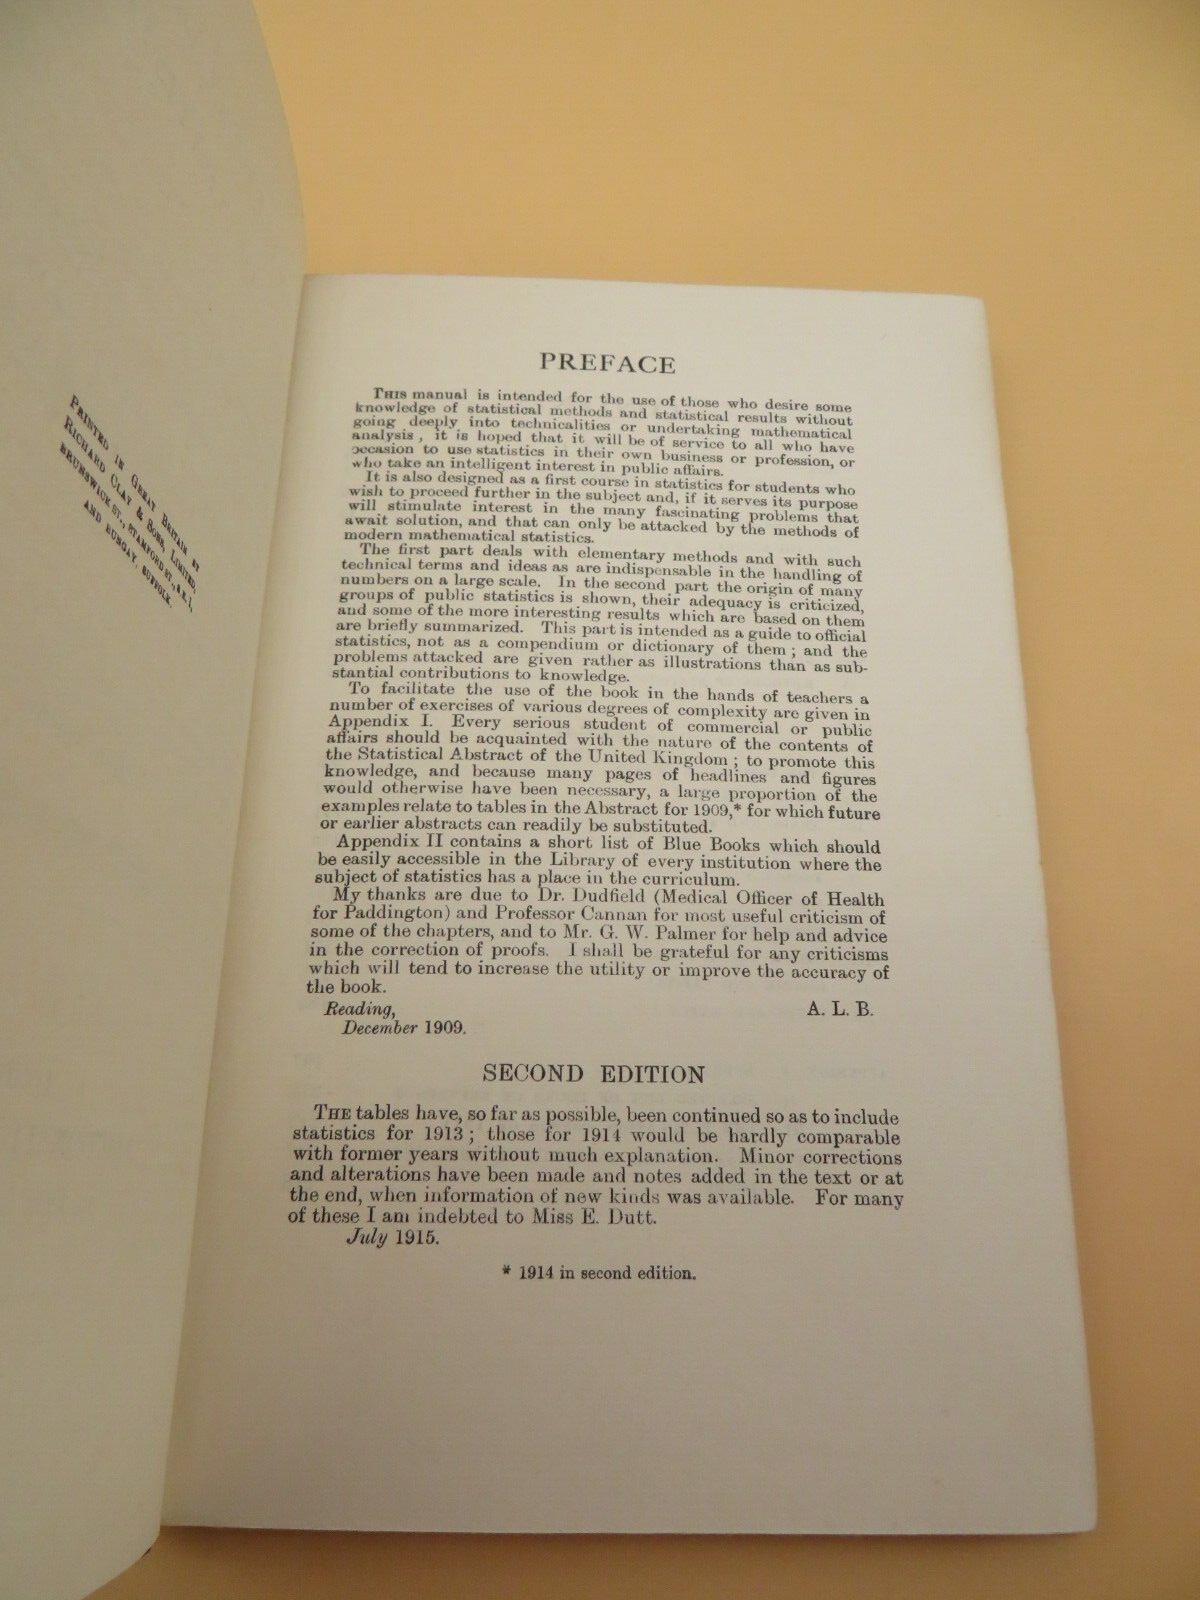 PRINTED IN GREAT BRITAIN BY
RICHARD CLAY & SONS, LIMITED,
BRUNSWICK ST., STAMFORD ST., S.E. 1,
AND BUNGAY, SUFFOLK.
PREFACE
THIS manual is intended for the use of those who desire some
knowledge of statistical methods and statistical results without
going deeply into technicalities or undertaking mathematical
analysis, it is hoped that it will be of service to all who have
occasion to use statistics in their own business or profession, or
who take an intelligent interest in public affairs.
It is also designed as a first course in statistics for students who
wish to proceed further in the subject and, if it serves its purpose
will stimulate interest in the many fascinating problems that
await solution, and that can only be attacked by the methods of
modern mathematical statistics.
The first part deals with elementary methods and with such
technical terms and ideas as are indispensable in the handling of
numbers on a large scale. In the second part the origin of many
groups of public statistics is shown, their adequacy is criticized,
and some of the more interesting results which are based on them
are briefly summarized. This part is intended as a guide to official
statistics, not as a compendium or dictionary of them; and the
problems attacked are given rather as illustrations than as sub-
stantial contributions to knowledge.
To facilitate the use of the book in the hands of teachers a
number of exercises of various degrees of complexity are given in
Appendix I. Every serious student of commercial or public
affairs should be acquainted with the nature of the contents of
the Statistical Abstract of the United Kingdom; to promote this
knowledge, and because many pages of headlines and figures
would otherwise have been necessary, a large proportion of the
examples relate to tables in the Abstract for 1909,* for which future
or earlier abstracts can readily be substituted.
Appendix II contains a short list of Blue Books which should
be easily accessible in the Library of every institution where the
subject of statistics has a place in the curriculum.
My thanks are due to Dr. Dudfield (Medical Officer of Health
for Paddington) and Professor Cannan for most useful criticism of
some of the chapters, and to Mr. G. W. Palmer for help and advice
in the correction of proofs. I shall be grateful for any criticisms
which will tend to increase the utility or improve the accuracy of
the book.
Reading, A. L. B.
December 1909.
SECOND EDITION
THE tables have, so far as possible, been continued so as to include
statistics for 1913; those for 1914 would be hardly comparable
with former years without much explanation. Minor corrections
and alterations have been made and notes added in the text or at
the end, when information of new kinds was available. For many
of these I am indebted to Miss E. Dutt.
July 1915.
* 1914 in second edition.